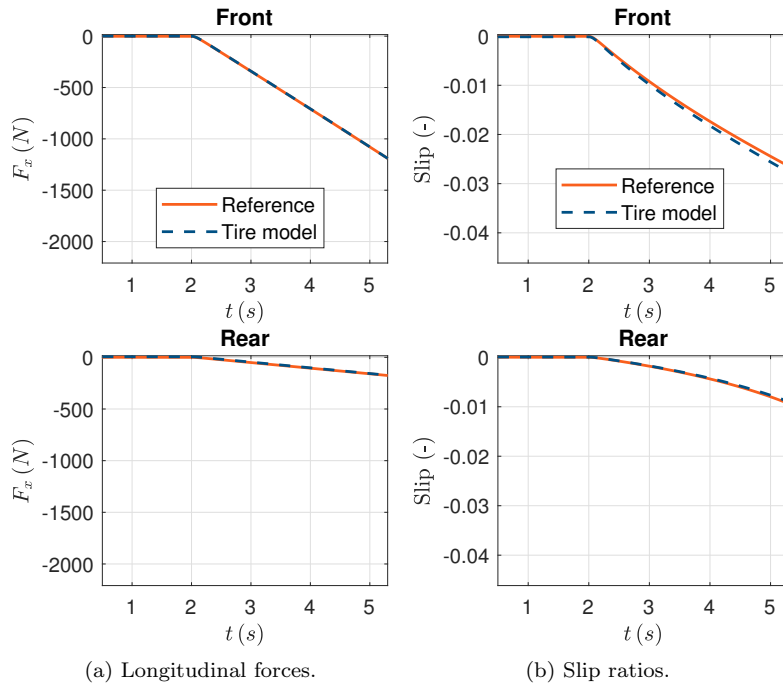 Front
0
-500
-1000
-1500
-2000
F_x (N)
Reference
Tire model
1 2 3 4 5
t (s)
Front
0
-0.01
-0.02
-0.03
-0.04
Slip (-)
Reference
Tire model
1 2 3 4 5
t (s)
Rear
0
-500
-1000
-1500
-2000
F_x (N)
1 2 3 4 5
t (s)
Rear
0
-0.01
-0.02
-0.03
-0.04
Slip (-)
1 2 3 4 5
t (s)
(a) Longitudinal forces.
(b) Slip ratios.